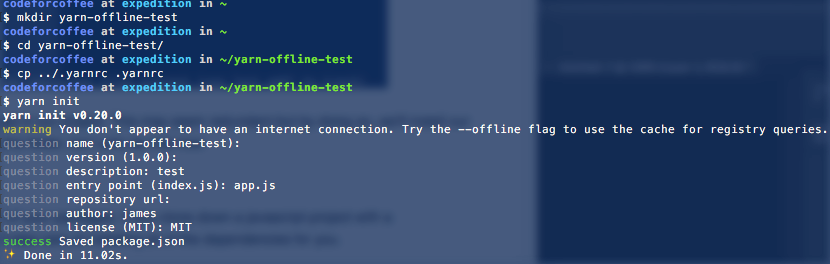 codeforcoffee at expedition in ~
$ mkdir yarn-offline-test
codeforcoffee at expedition in ~
$ cd yarn-offline-test/
codeforcoffee at expedition in ~/yarn-offline-test
$ cp ../.yarnrc .yarnrc
codeforcoffee at expedition in ~/yarn-offline-test
$ yarn init
yarn init v0.20.0
warning You don't appear to have an internet connection. Try the --offline flag to use the cache for registry queries.
question name (yarn-offline-test):
question version (1.0.0):
question description: test
question entry point (index.js): app.js
question repository url:
question author: james
question license (MIT): MIT
success Saved package.json
✨ Done in 11.02s.